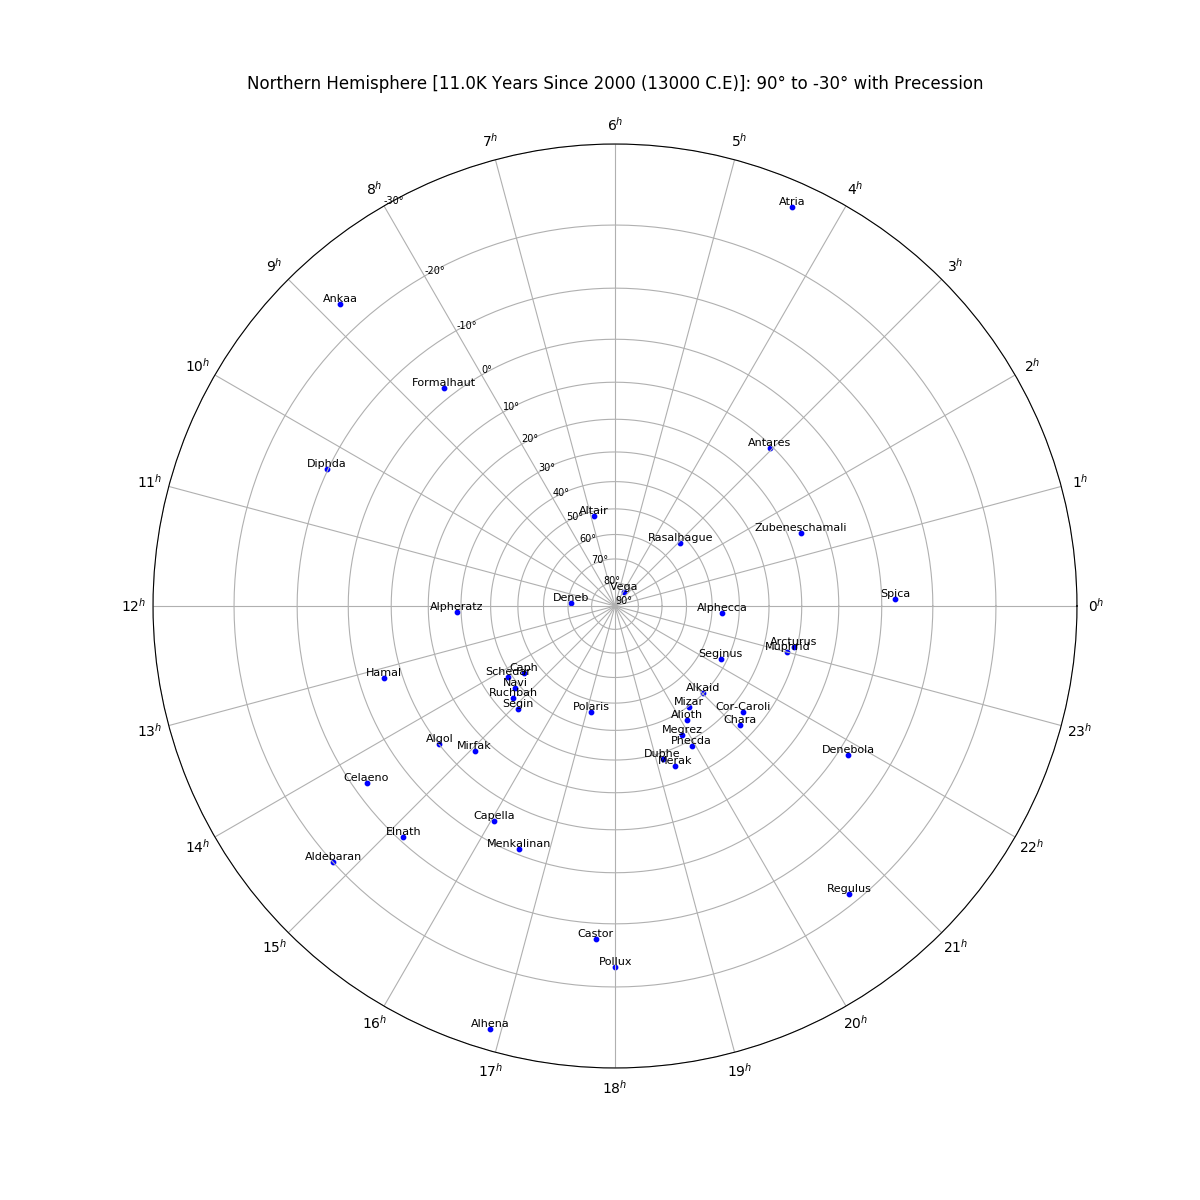 Northern Hemisphere [11.0K Years Since 2000 (13000 C.E)]: 90° to -30° with Precession
6h
7h
5h
8h
4h
-30°
Atria
9h
3h
-20°
Ankaa
-10°
10h
2h
0°
Formalhaut
10°
20°
Antares
Diphda
30°
11h
1h
40°
Altair
50°
Zubeneschamali
60°
Rasalhague
70°
80°
Vega
Spica
Deneb
90°
12h
Alpheratz
Alphecca
0h
Arcturus
Muphrid
Seginus
Caph
Schedar
Hamal
Navi
Alkaid
Ruchbah
Mizar
Segin
Polaris
Cor-Caroli
Alioth
Chara
13h
Megrez
23h
Algol
Mirfak
Phecda
Denebola
Dubhe
Merak
Celaeno
Capella
Elnath
14h
Menkalinan
22h
Aldebaran
Regulus
Castor
15h
21h
Pollux
16h
Alhena
20h
17h
19h
18h